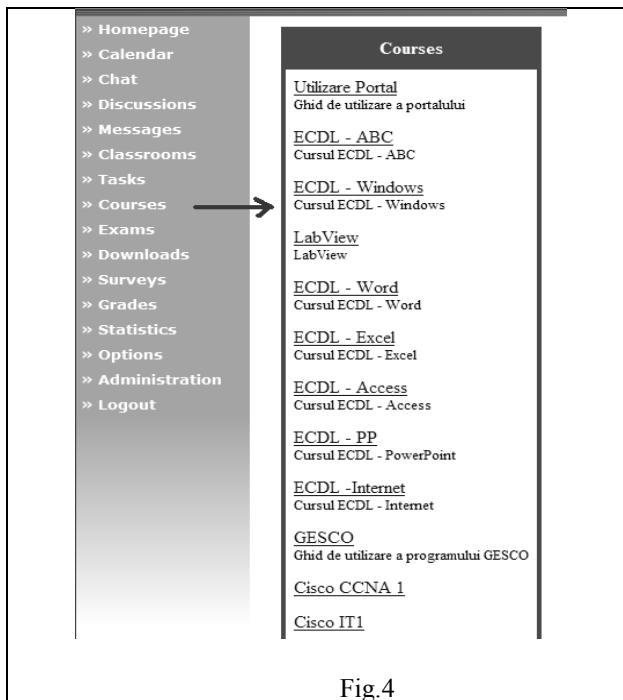 » Homepage
» Calendar
» Chat
» Discussions
» Messages
» Classrooms
» Tasks
» Courses
» Exams
» Downloads
» Surveys
» Grades
» Statistics
» Options
» Administration
» Logout
Courses
Utilizare Portal
Ghid de utilizare a portalului
ECDL - ABC
Cursul ECDL - ABC
ECDL - Windows
Cursul ECDL - Windows
LabView
LabView
ECDL - Word
Cursul ECDL - Word
ECDL - Excel
Cursul ECDL - Excel
ECDL - Access
Cursul ECDL - Access
ECDL - PP
Cursul ECDL - PowerPoint
ECDL -Internet
Cursul ECDL - Internet
GESCO
Ghid de utilizare a programului GESCO
Cisco CCNA 1
Cisco IT1
Fig.4